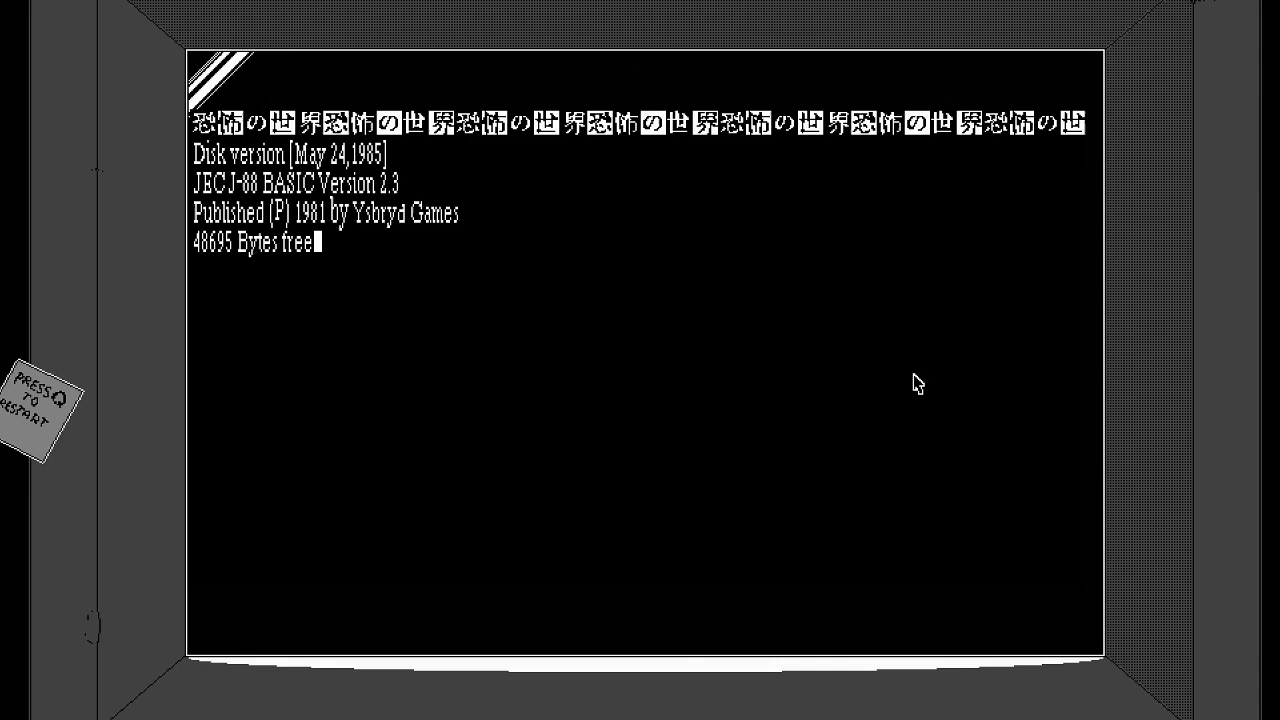 恐怖の世界恐怖の世界恐怖の世界恐怖の世界恐怖の世界恐怖の世界恐怖の世
Disk version [May 24,1985]
JEC J-88 BASIC Version 2.3
Published (P) 1981 by Ysbryd Games
48695 Bytes free
PRESS Q
TO
RESTART